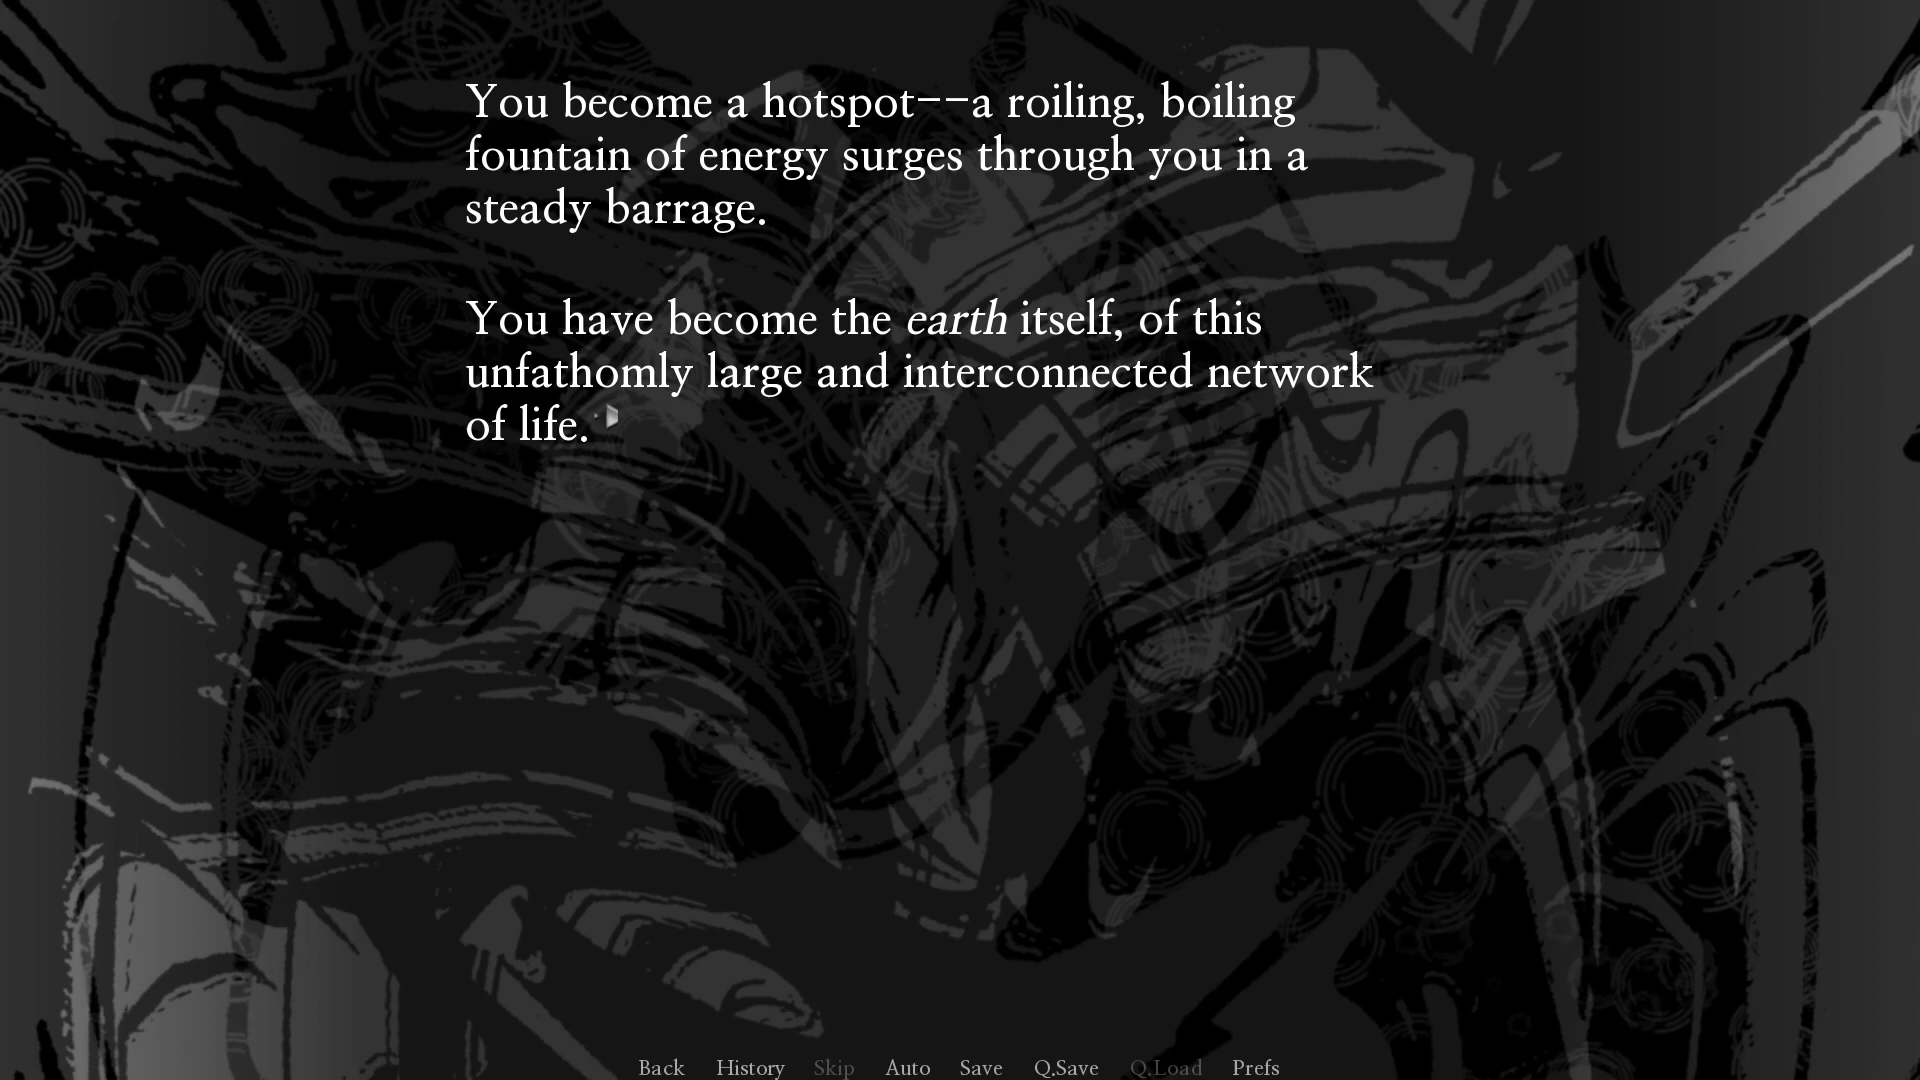 You become a hotspot--a roiling, boiling
fountain of energy surges through you in a
steady barrage.
You have become the earth itself, of this
unfathomly large and interconnected network
of life.
Back History Skip Auto Save Q.Save Q.Load Prefs